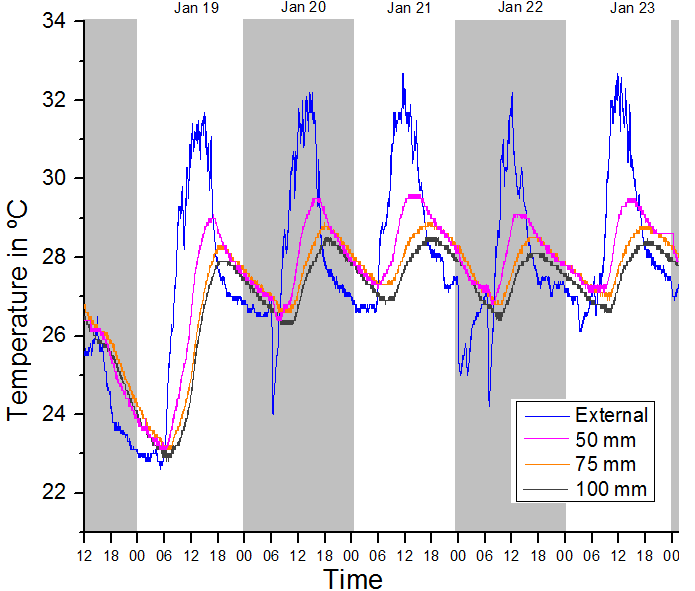 Jan 19 Jan 20 Jan 21 Jan 22 Jan 23
34
32
30
28
26
24
22
Temperature in ºC
External
50 mm
75 mm
100 mm
12 18 00 06 12 18 00 06 12 18 00 06 12 18 00 06 12 18 00 06 12 18 00
Time